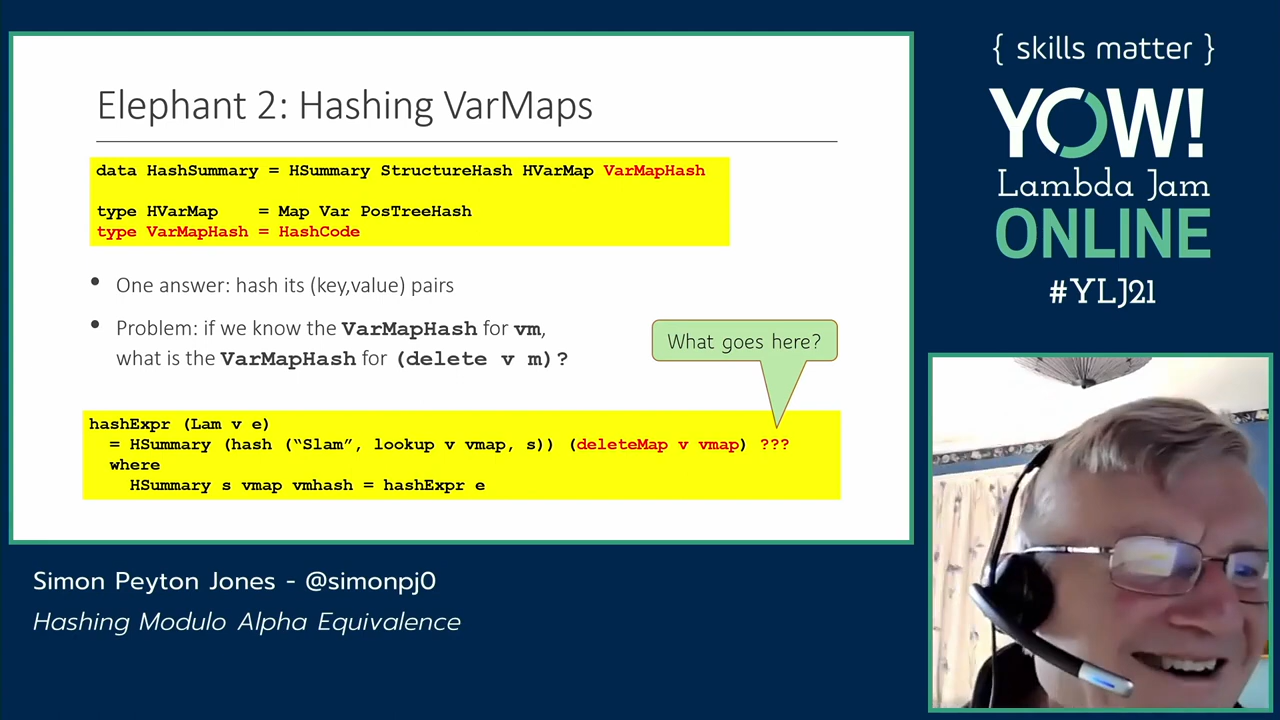 Elephant 2: Hashing VarMaps
data HashSummary = HSummary StructureHash HVarMap VarMapHash
type HVarMap    = Map Var PosTreeHash
type VarMapHash = HashCode
• One answer: hash its (key,value) pairs
• Problem: if we know the VarMapHash for vm,
what is the VarMapHash for (delete v m)?
What goes here?
hashExpr (Lam v e)
  = HSummary (hash (“Slam”, lookup v vmap, s)) (deleteMap v vmap) ???
  where
    HSummary s vmap vmhash = hashExpr e
{ skills matter }
YOW!
Lambda Jam
ONLINE
#YLJ21
Simon Peyton Jones - @simonpj0
Hashing Modulo Alpha Equivalence